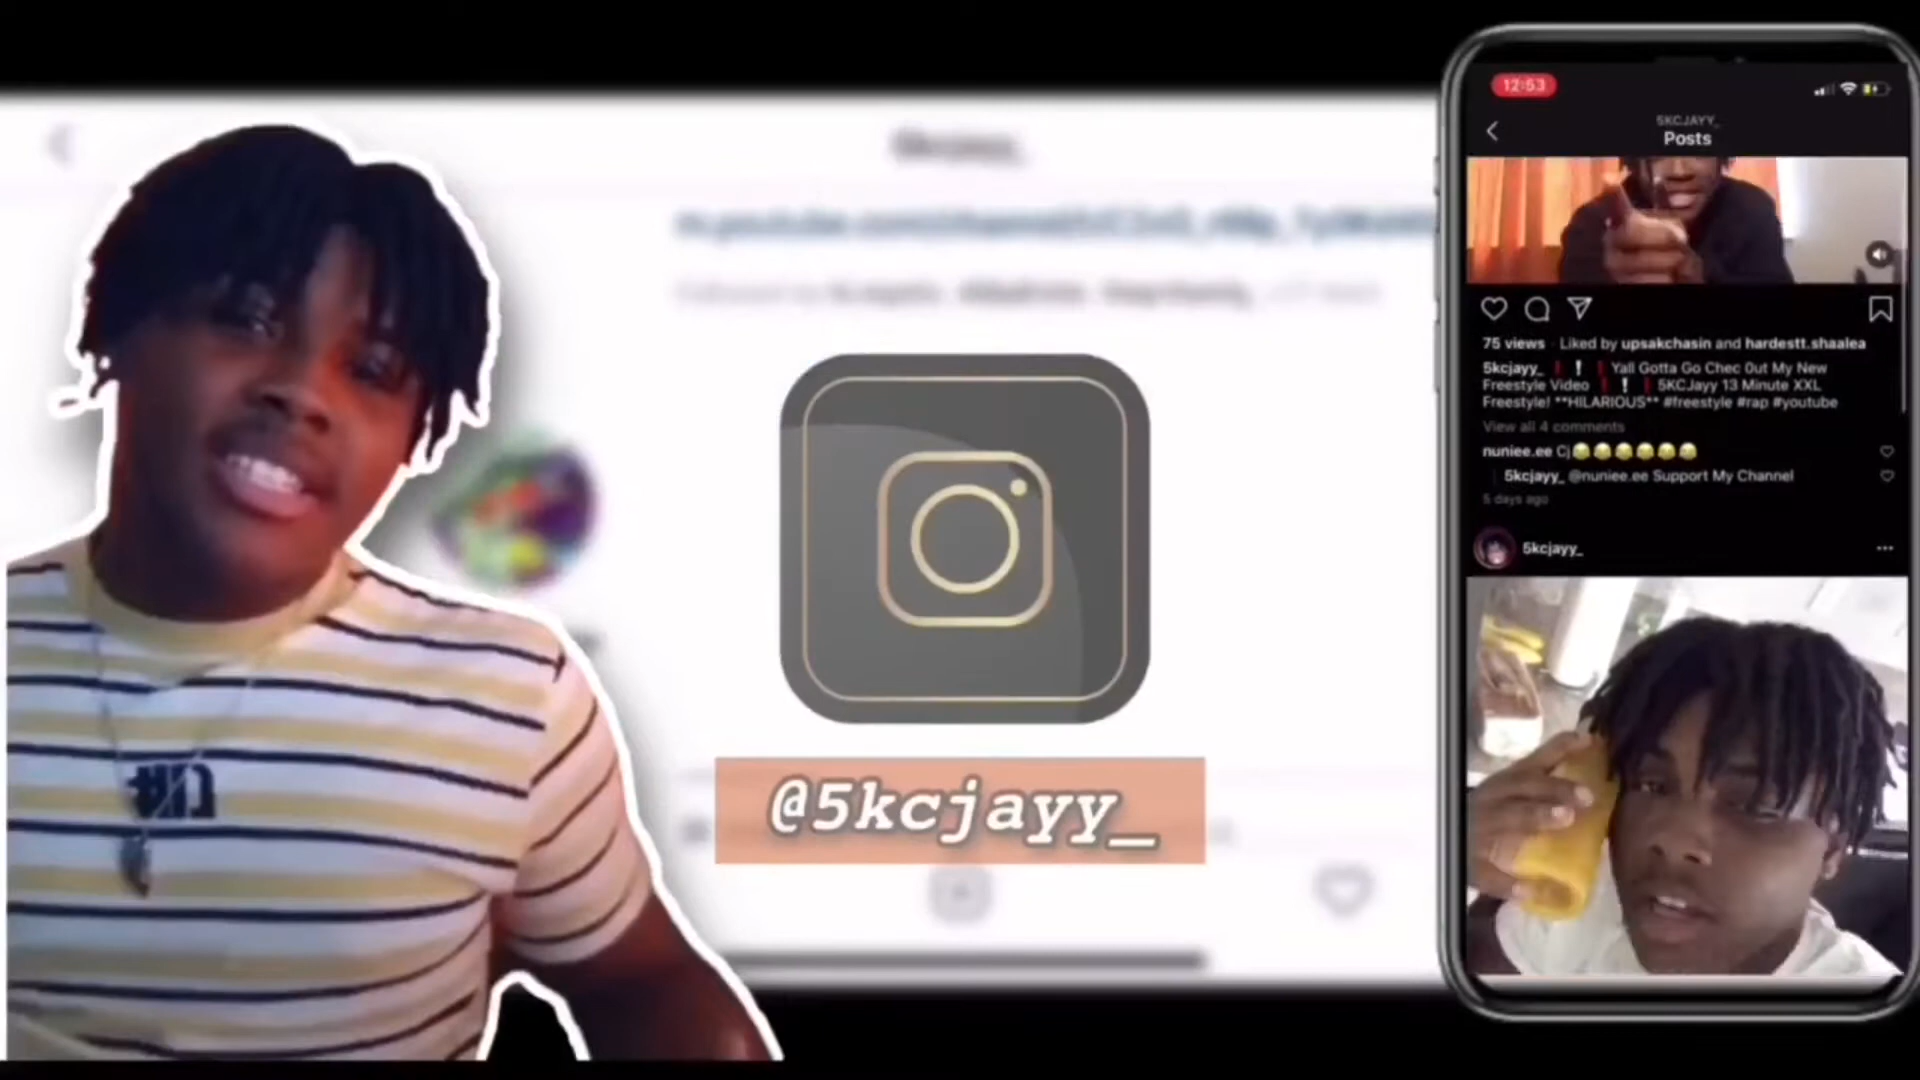 @5kcjayy_
12:53
5KCJAYY_
Posts
75 views · Liked by upsakchasin and hardestt.shaalea
5kcjayy_ ❗❕❗Yall Gotta Go Chec 0ut My New
Freestyle Video ❗❕❗5KCJayy 13 Minute XXL
Freestyle! **HILARIOUS** #freestyle #rap #youtube
View all 4 comments
nuniee.ee Cj😂😂😂😂😂😂
5kcjayy_ @nuniee.ee Support My Channel
5 days ago
5kcjayy_